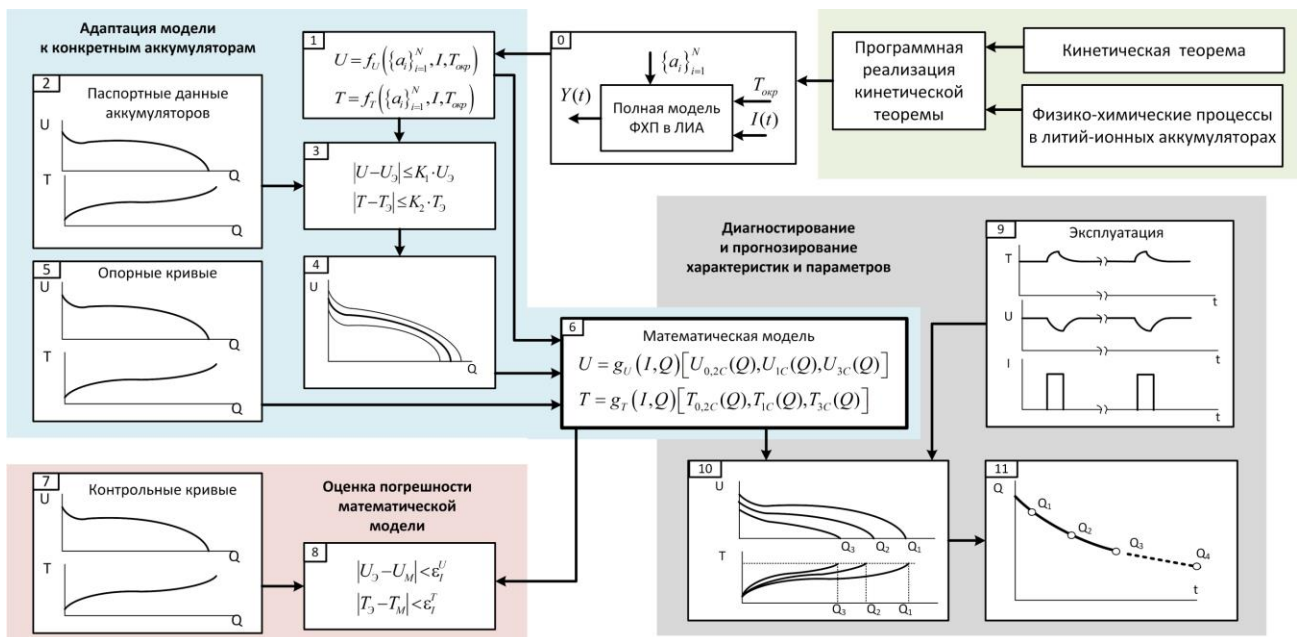 Адаптация модели
к конкретным аккумуляторам
1
U = f_U({a_i}_{i=1}^N, I, T_окр)
T = f_T({a_i}_{i=1}^N, I, T_окр)
0
{a_i}_{i=1}^N
Y(t)
T_окр
I(t)
Полная модель
ФХП в ЛИА
Программная
реализация
кинетической
теоремы
Кинетическая теорема
Физико-химические процессы
в литий-ионных аккумуляторах
2
Паспортные данные
аккумуляторов
U
Q
T
Q
3
|U–U_Э| ≤ K_1·U_Э
|T–T_Э| ≤ K_2·T_Э
4
U
Q
5
Опорные кривые
U
Q
T
Q
6
Математическая модель
U = g_U(I,Q)[U_{0,2C}(Q),U_{1C}(Q),U_{3C}(Q)]
T = g_T(I,Q)[T_{0,2C}(Q),T_{1C}(Q),T_{3C}(Q)]
Диагностирование
и прогнозирование
характеристик и параметров
9
Эксплуатация
T
t
U
t
I
t
7
Контрольные кривые
U
Q
T
Q
Оценка погрешности
математической
модели
8
|U_Э–U_М| < ε_I^U
|T_Э–T_М| < ε_I^T
10
U
Q_3 Q_2 Q_1
T
Q_3 Q_2 Q_1
11
Q
Q_1
Q_2
Q_3
Q_4
t